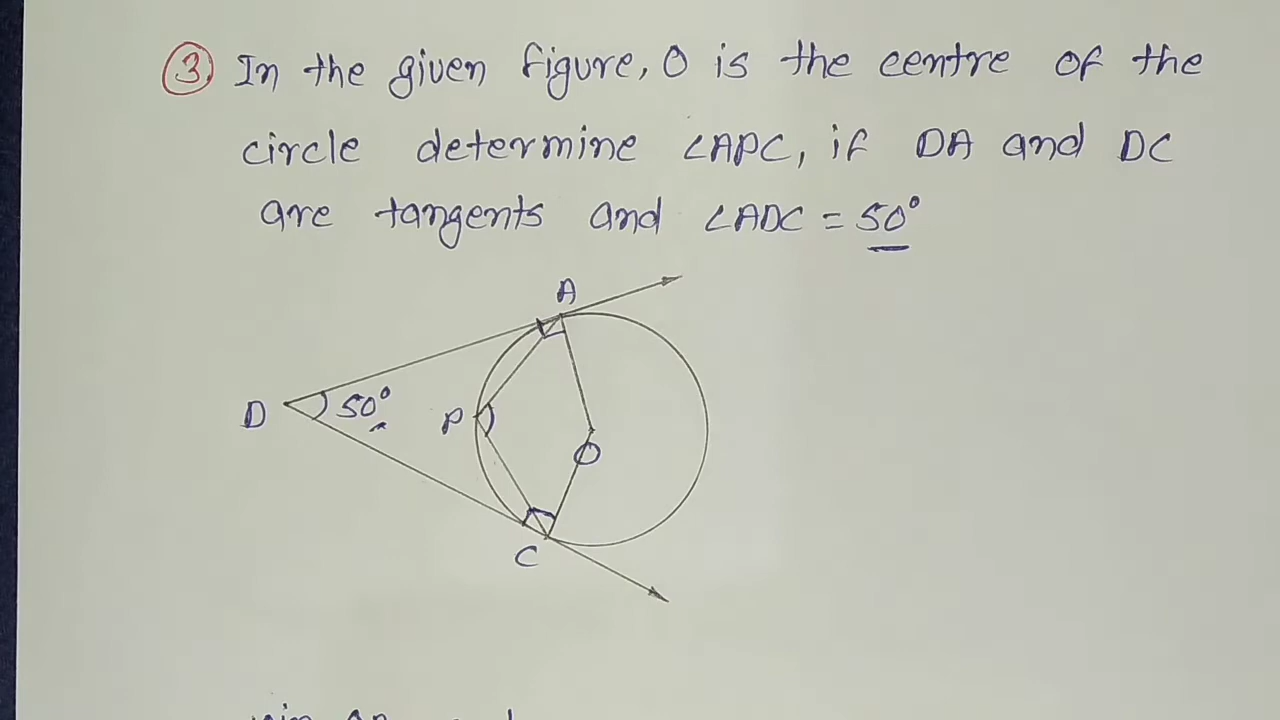 3 In the given figure, O is the centre of the
circle determine ∠APC, if DA and DC
are tangents and ∠ADC = 50°
A
D
50°
P
O
C